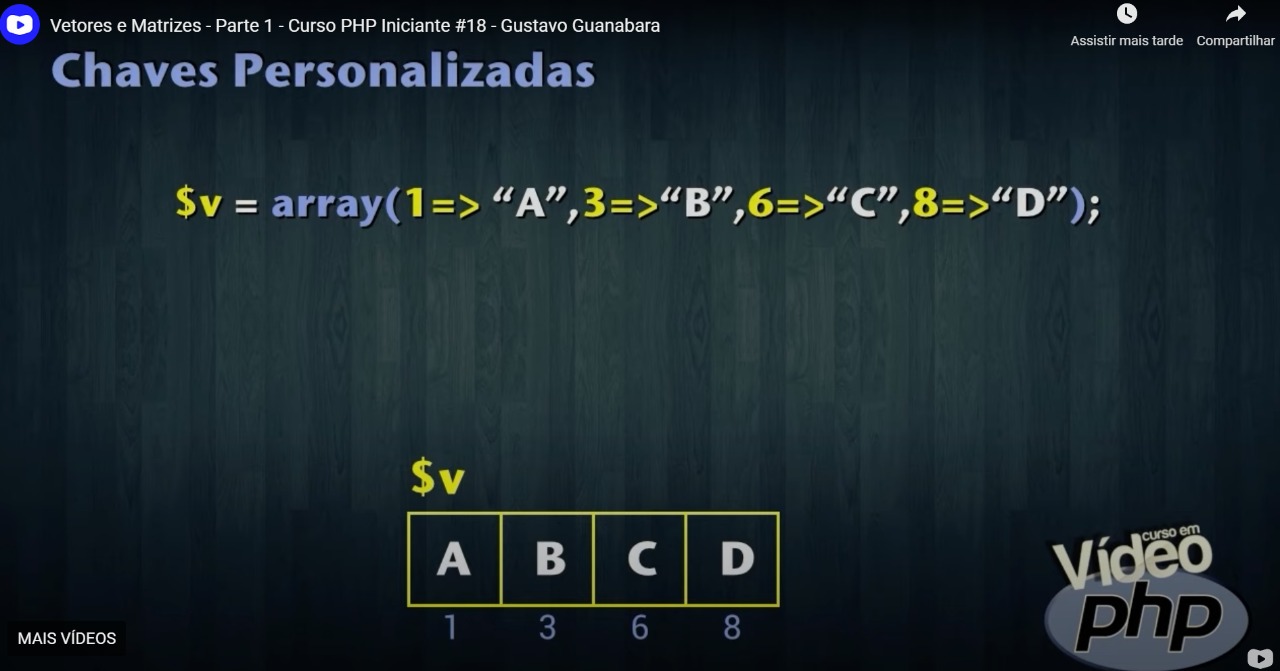 Vetores e Matrizes - Parte 1 - Curso PHP Iniciante #18 - Gustavo Guanabara
Assistir mais tarde
Compartilhar
Chaves Personalizadas
$v = array(1=> “A”,3=>“B”,6=>“C”,8=>“D”);
$v
A B C D
1 3 6 8
curso em
Vídeo
php
MAIS VÍDEOS